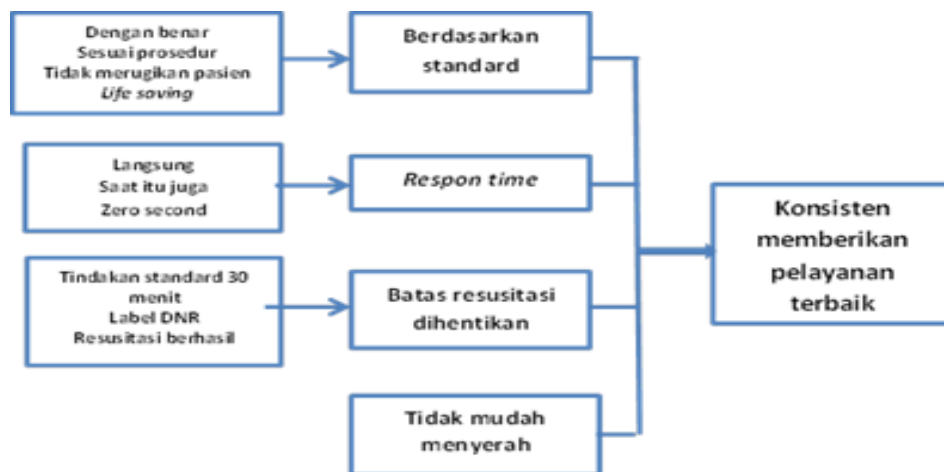 Dengan benar
Sesuai prosedur
Tidak merugikan pasien
Life saving
Berdasarkan
standard
Langsung
Saat itu juga
Zero second
Respon time
Tindakan standard 30
menit
Label DNR
Resusitasi berhasil
Batas resusitasi
dihentikan
Tidak mudah
menyerah
Konsisten
memberikan
pelayanan
terbaik